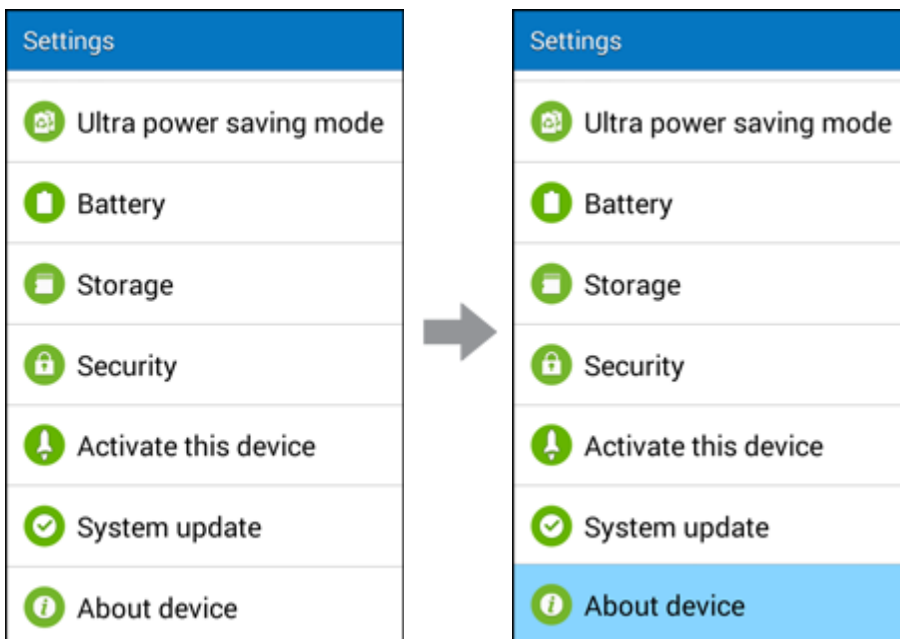 Settings
Ultra power saving mode
Battery
Storage
Security
Activate this device
System update
About device
Settings
Ultra power saving mode
Battery
Storage
Security
Activate this device
System update
About device